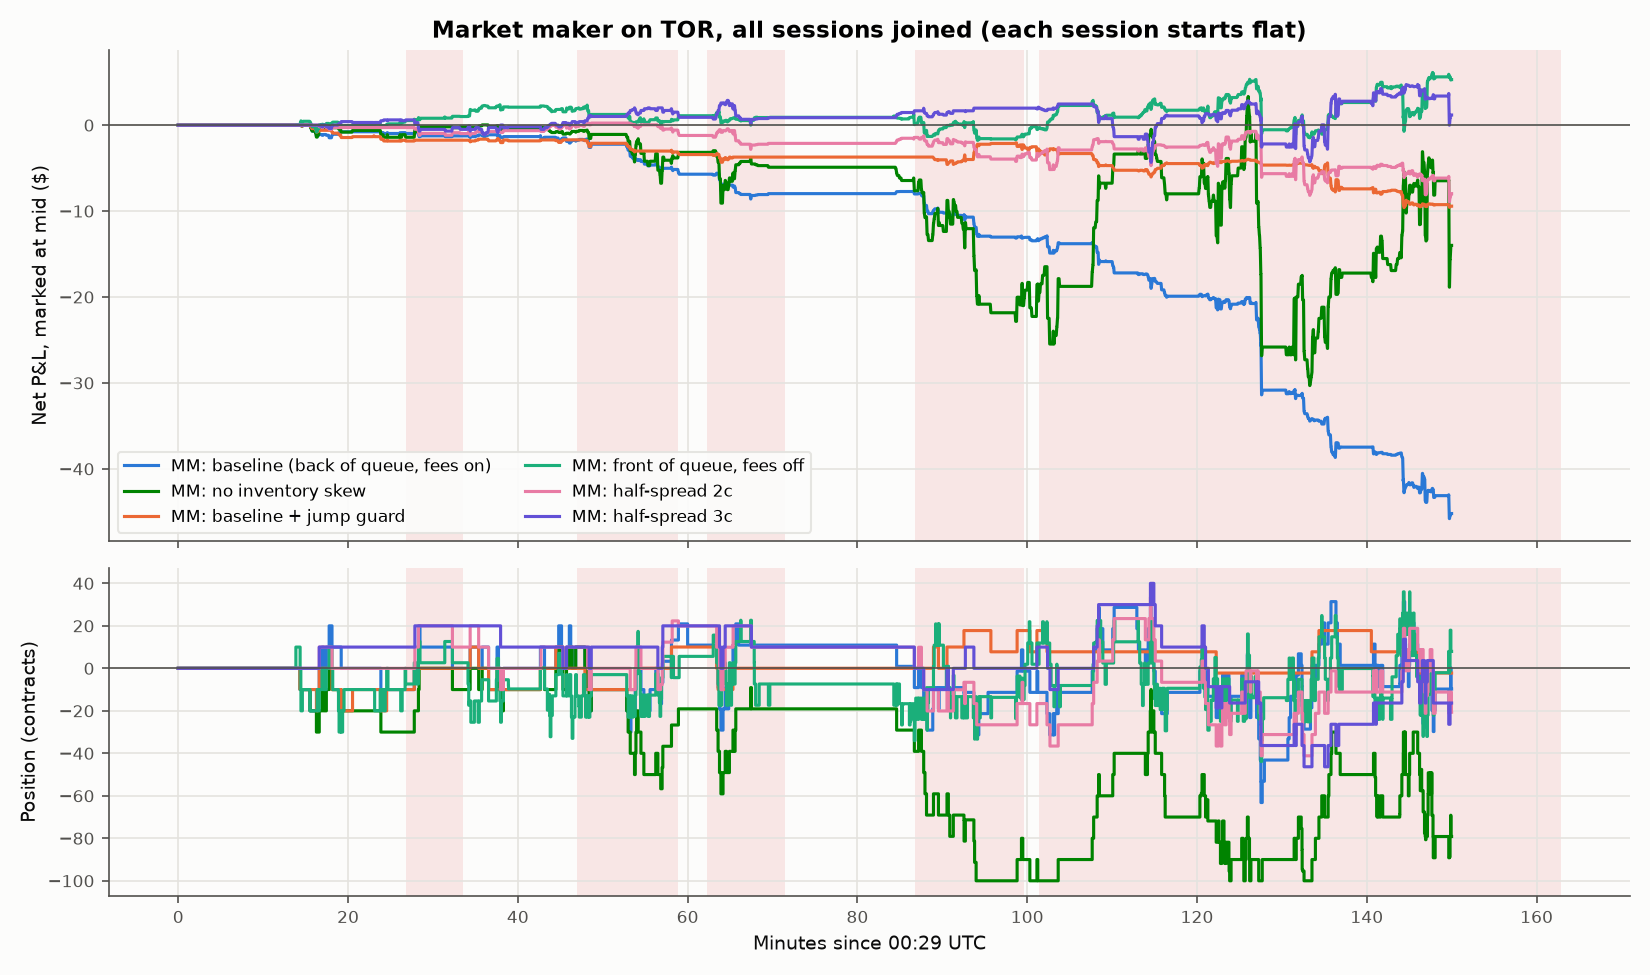 Market maker on TOR, all sessions joined (each session starts flat)
Net P&L, marked at mid ($)
0
−10
−20
−30
−40
MM: baseline (back of queue, fees on)
MM: no inventory skew
MM: baseline + jump guard
MM: front of queue, fees off
MM: half-spread 2c
MM: half-spread 3c
Position (contracts)
40
20
0
−20
−40
−60
−80
−100
0 20 40 60 80 100 120 140 160
Minutes since 00:29 UTC